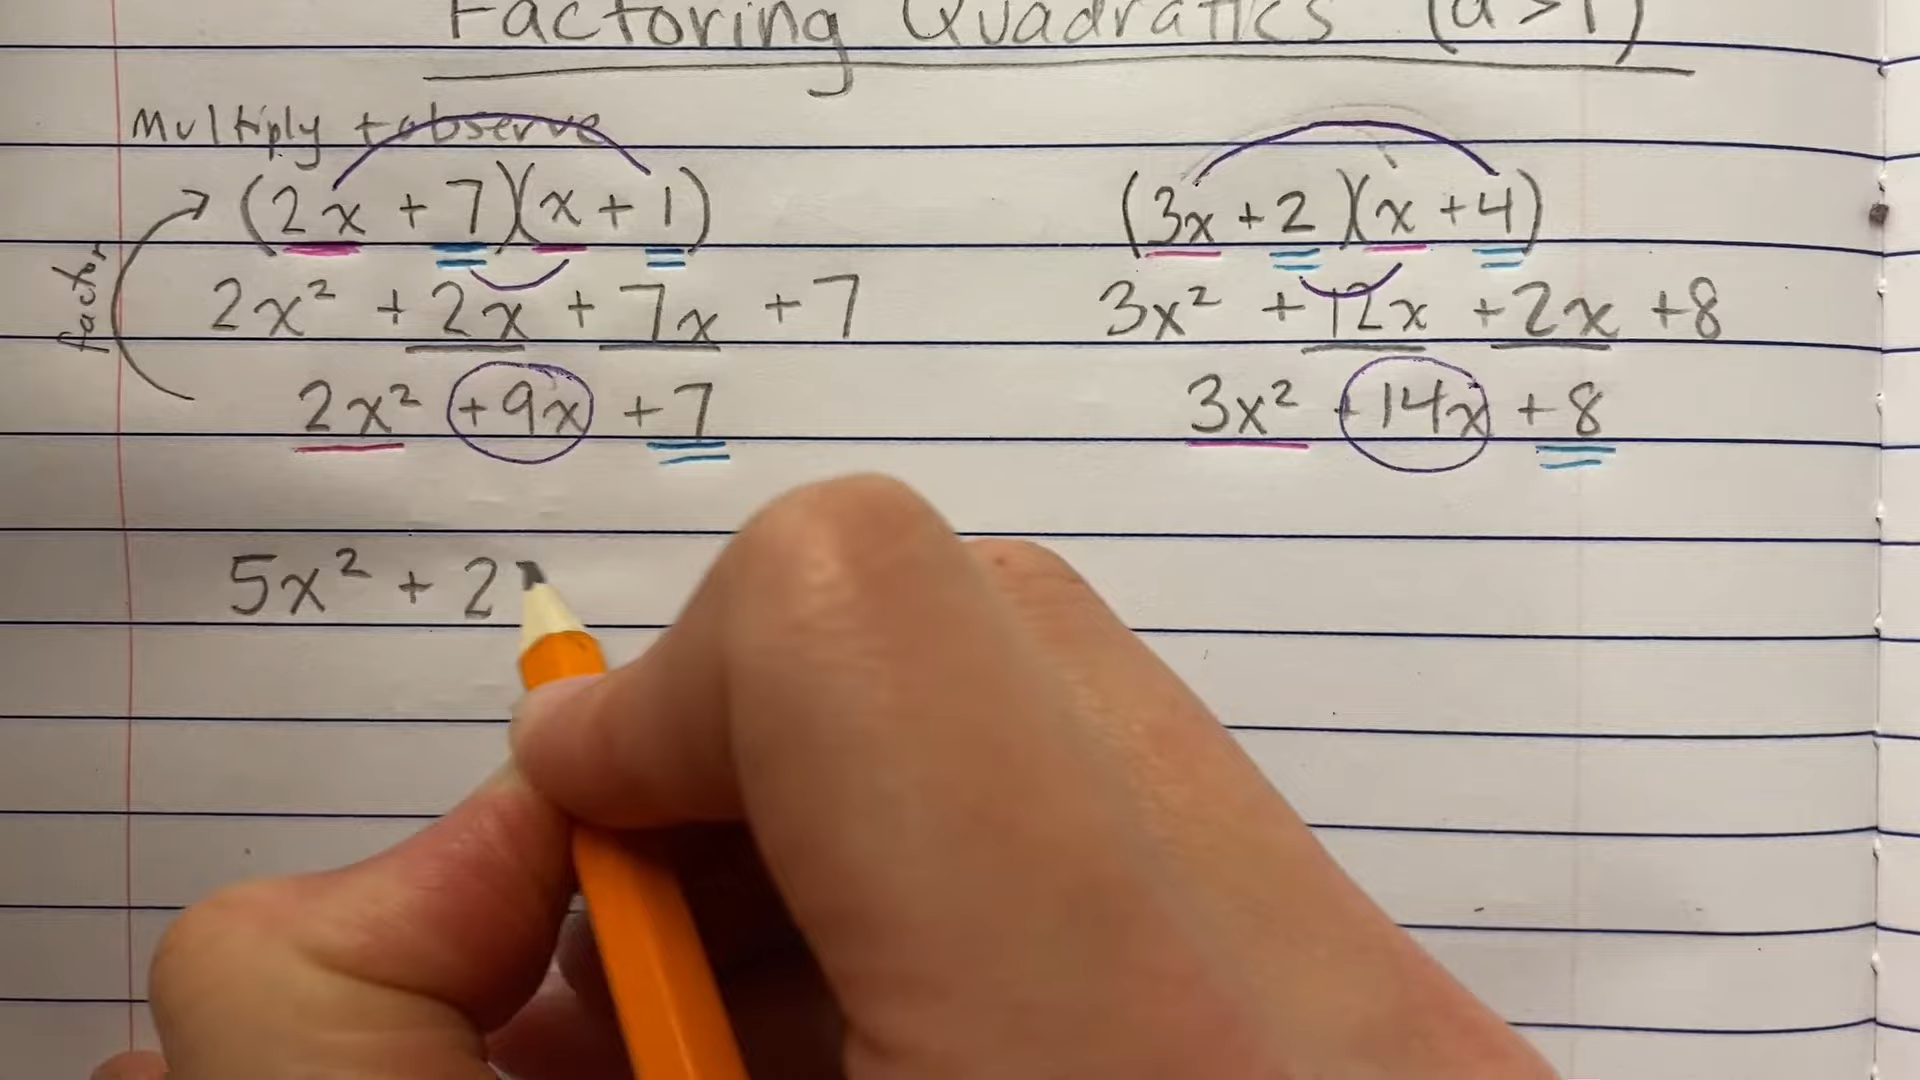 Factoring Quadratics (a > 1)
Multiply + observe
(2x + 7)(x + 1)
2x² + 2x + 7x + 7
2x² + 9x + 7
factor
(3x + 2)(x + 4)
3x² + 12x + 2x + 8
3x² + 14x + 8
5x² + 2